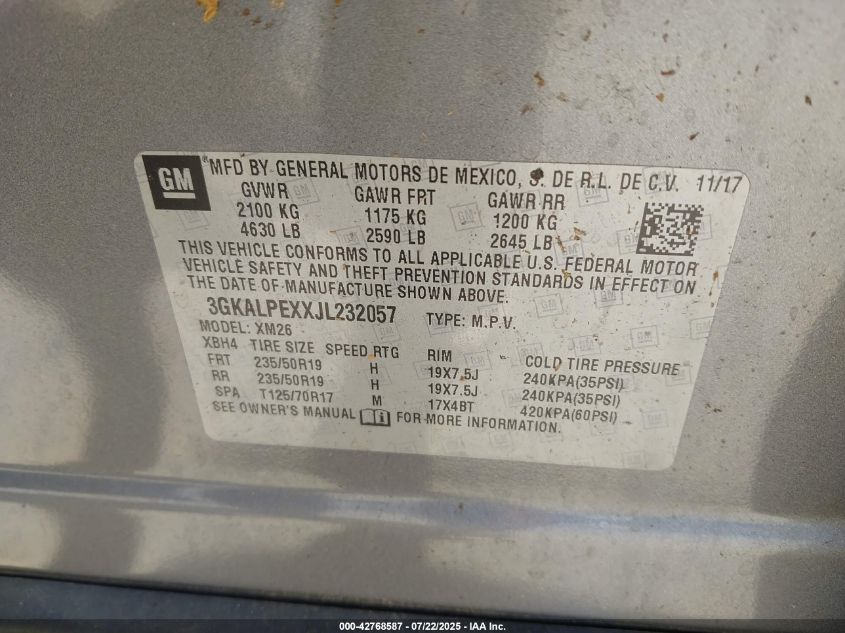 GM
MFD BY GENERAL MOTORS DE MEXICO, S. DE R.L. DE C.V. 11/17
GVWR GAWR FRT GAWR RR
2100 KG 1175 KG 1200 KG
4630 LB 2590 LB 2645 LB
THIS VEHICLE CONFORMS TO ALL APPLICABLE U.S. FEDERAL MOTOR
VEHICLE SAFETY AND THEFT PREVENTION STANDARDS IN EFFECT ON
THE DATE OF MANUFACTURE SHOWN ABOVE.
3GKALPEXXJL232057 TYPE: M.P.V.
MODEL: XM26
XBH4 TIRE SIZE SPEED RTG RIM COLD TIRE PRESSURE
FRT 235/50R19 H 19X7.5J 240KPA(35PSI)
RR 235/50R19 H 19X7.5J 240KPA(35PSI)
SPA T125/70R17 M 17X4BT 420KPA(60PSI)
SEE OWNER'S MANUAL FOR MORE INFORMATION.
000-42768587 - 07/22/2025 - IAA Inc.